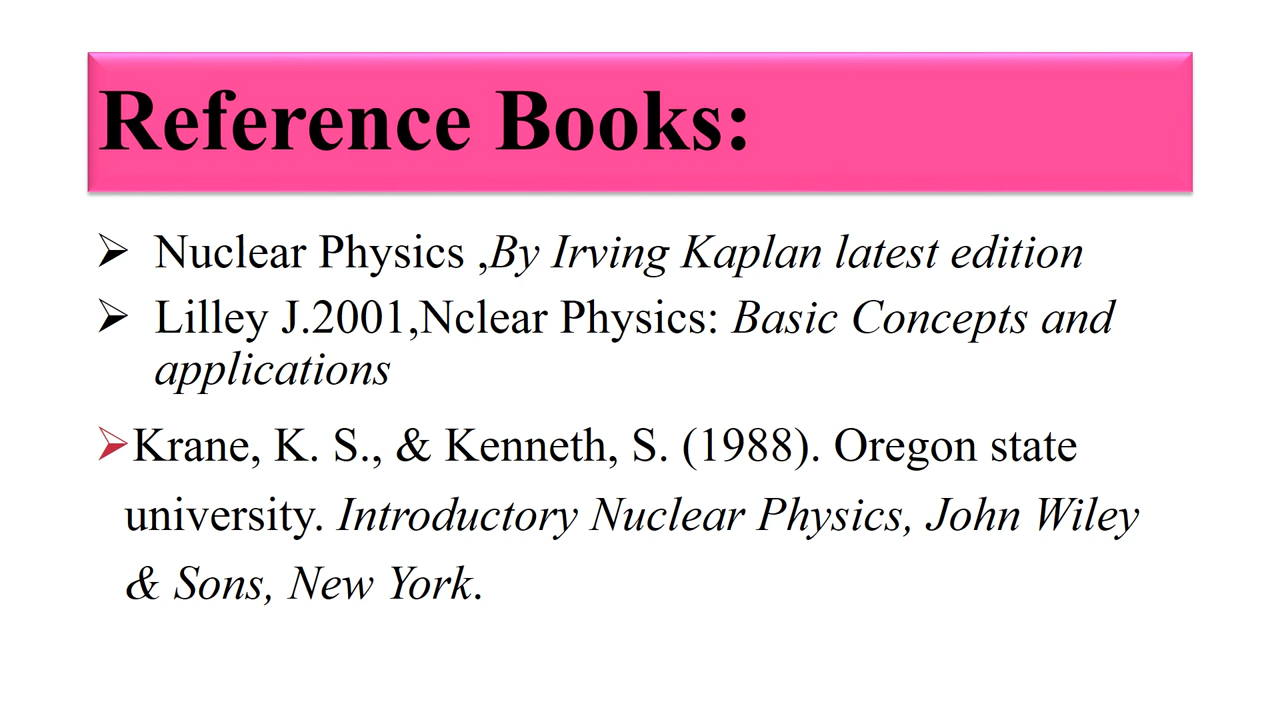 Reference Books:
➢ Nuclear Physics ,By Irving Kaplan latest edition
➢ Lilley J.2001,Nclear Physics: Basic Concepts and
applications
➢Krane, K. S., & Kenneth, S. (1988). Oregon state
university. Introductory Nuclear Physics, John Wiley
& Sons, New York.